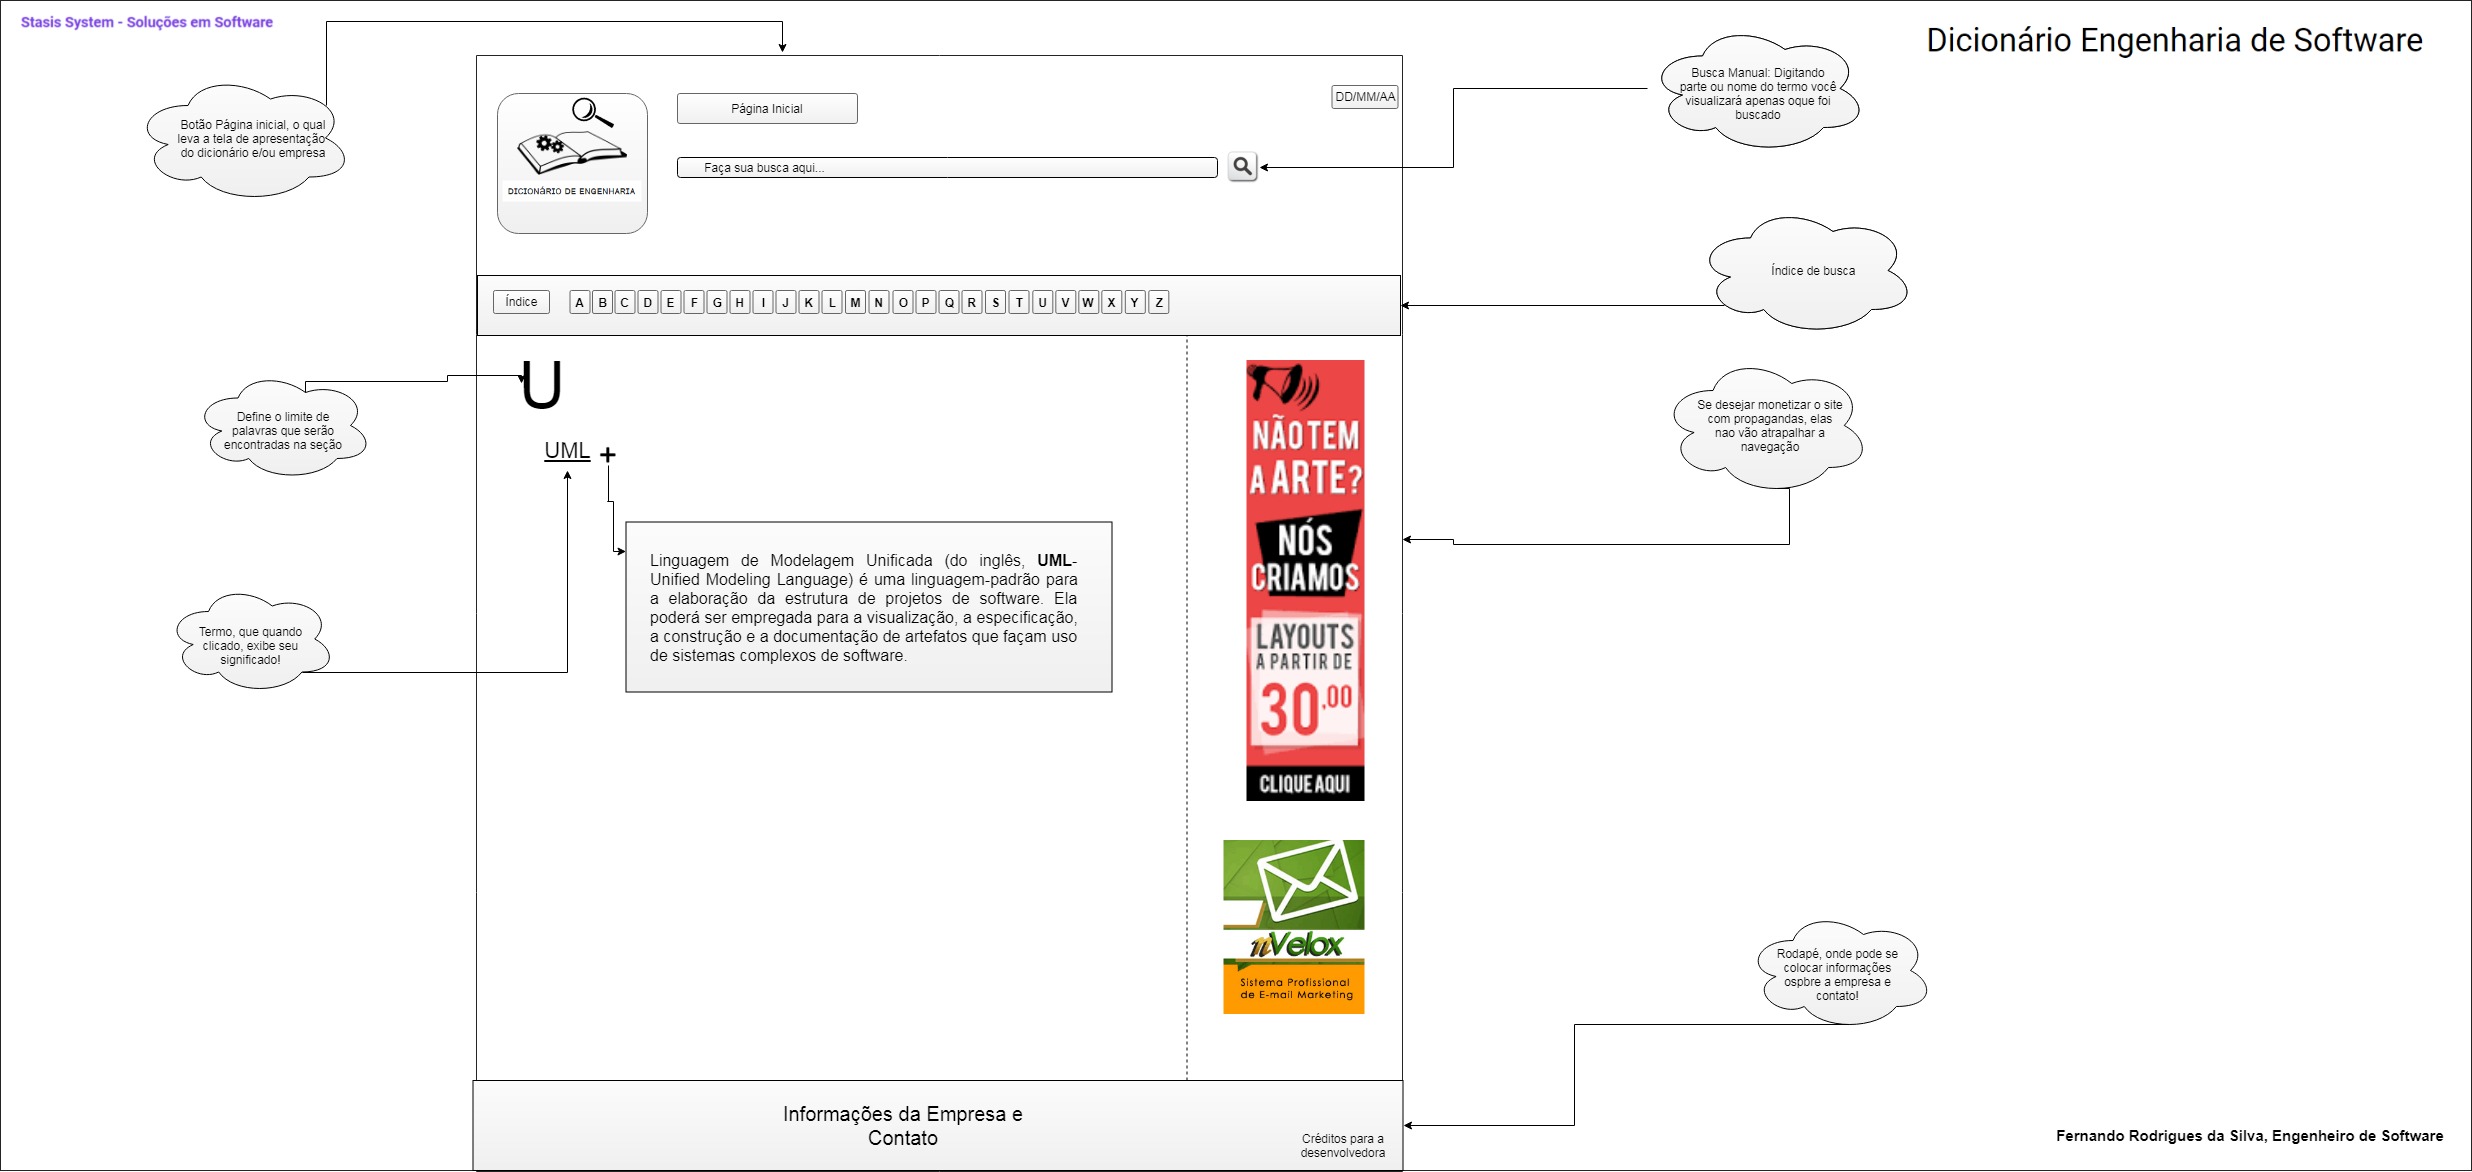 Stasis System - Soluções em Software
Dicionário Engenharia de Software
Botão Página inicial, o qual
leva a tela de apresentação
do dicionário e/ou empresa
Busca Manual: Digitando
parte ou nome do termo você
visualizará apenas oque foi
buscado
DICIONÁRIO DE ENGENHARIA
Página Inicial
DD/MM/AA
Faça sua busca aqui...
Índice de busca
Índice A B C D E F G H I J K L M N O P Q R S T U V W X Y Z
Define o limite de
palavras que serão
encontradas na seção
U
UML +
Se desejar monetizar o site
com propagandas, elas
nao vão atrapalhar a
navegação
Termo, que quando
clicado, exibe seu
significado!
Linguagem de Modelagem Unificada (do inglês, UML-
Unified Modeling Language) é uma linguagem-padrão para
a elaboração da estrutura de projetos de software. Ela
poderá ser empregada para a visualização, a especificação,
a construção e a documentação de artefatos que façam uso
de sistemas complexos de software.
NÃO TEM
A ARTE?
NÓS
CRIAMOS
LAYOUTS
A PARTIR DE
30,00
CLIQUE AQUI
nVelox
Sistema Profissional
de E-mail Marketing
Rodapé, onde pode se
colocar informações
ospbre a empresa e
contato!
Informações da Empresa e
Contato
Créditos para a
desenvolvedora
Fernando Rodrigues da Silva, Engenheiro de Software